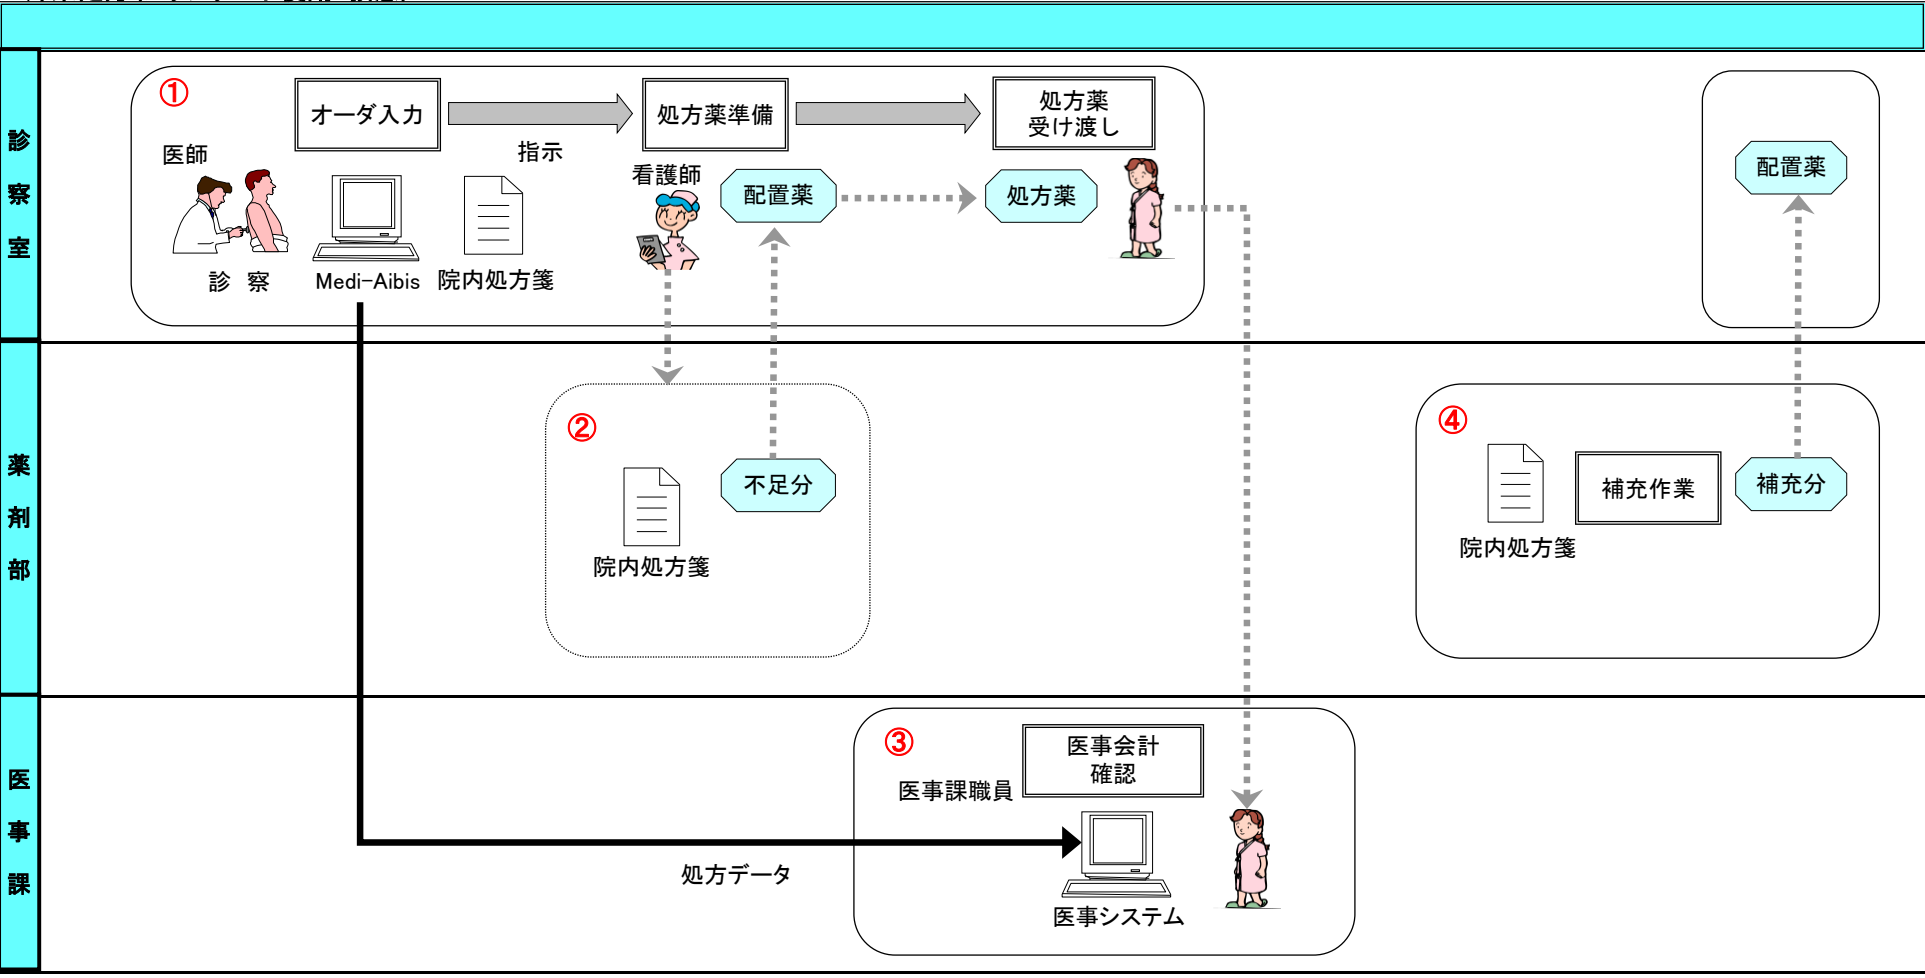 診察室
①
オーダ入力
処方薬準備
処方薬
受け渡し
指示
医師
看護師
配置薬
処方薬
配置薬
診 察
Medi-Aibis
院内処方箋
薬剤部
②
不足分
院内処方箋
④
補充作業
補充分
院内処方箋
医事課
③
医事会計
確認
医事課職員
処方データ
医事システム